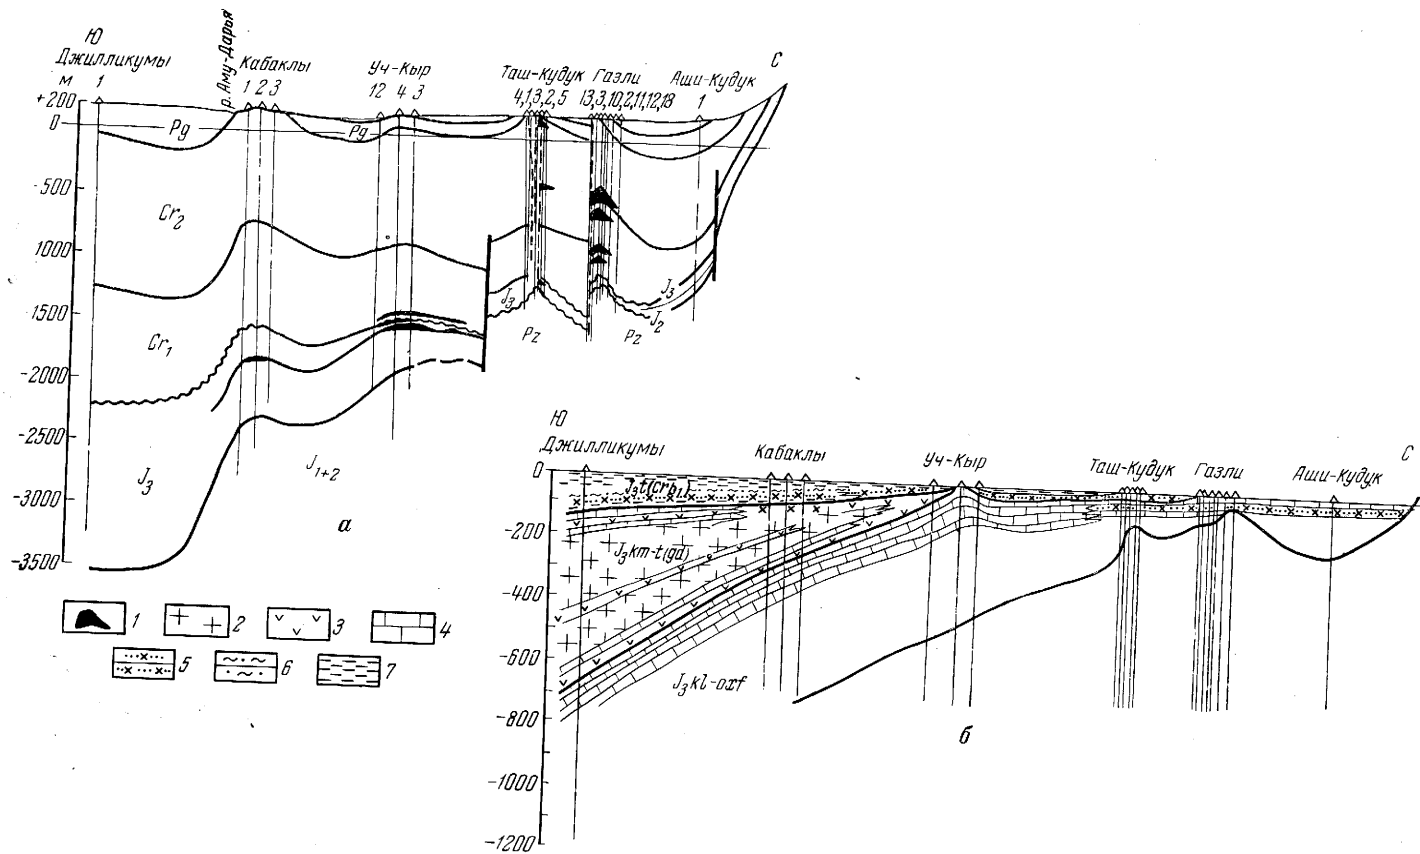 Ю
Джилликумы
р. Аму-Дарья
Кабаклы
Уч-Кыр
Таш-Кудук
Газли
Аши-Кудук
С
м
1
1 2 3
12 4 3
4,1,3,2,5
13,3,10,2,11,12,18
1
+200
0
-500
1000
-1500
-2000
-2500
-3000
-3500
Pg
Pg
Cr2
Cr1
J3
J1+2
J3
Pz
Pz
J3
J2
а
1
2
3
4
5
6
7
Ю
Джилликумы
Кабаклы
Уч-Кыр
Таш-Кудук
Газли
Аши-Кудук
С
0
-200
-400
-600
-800
-1000
-1200
J3t(Crb1)
J3km-t(gd)
J3kl-oxf
б